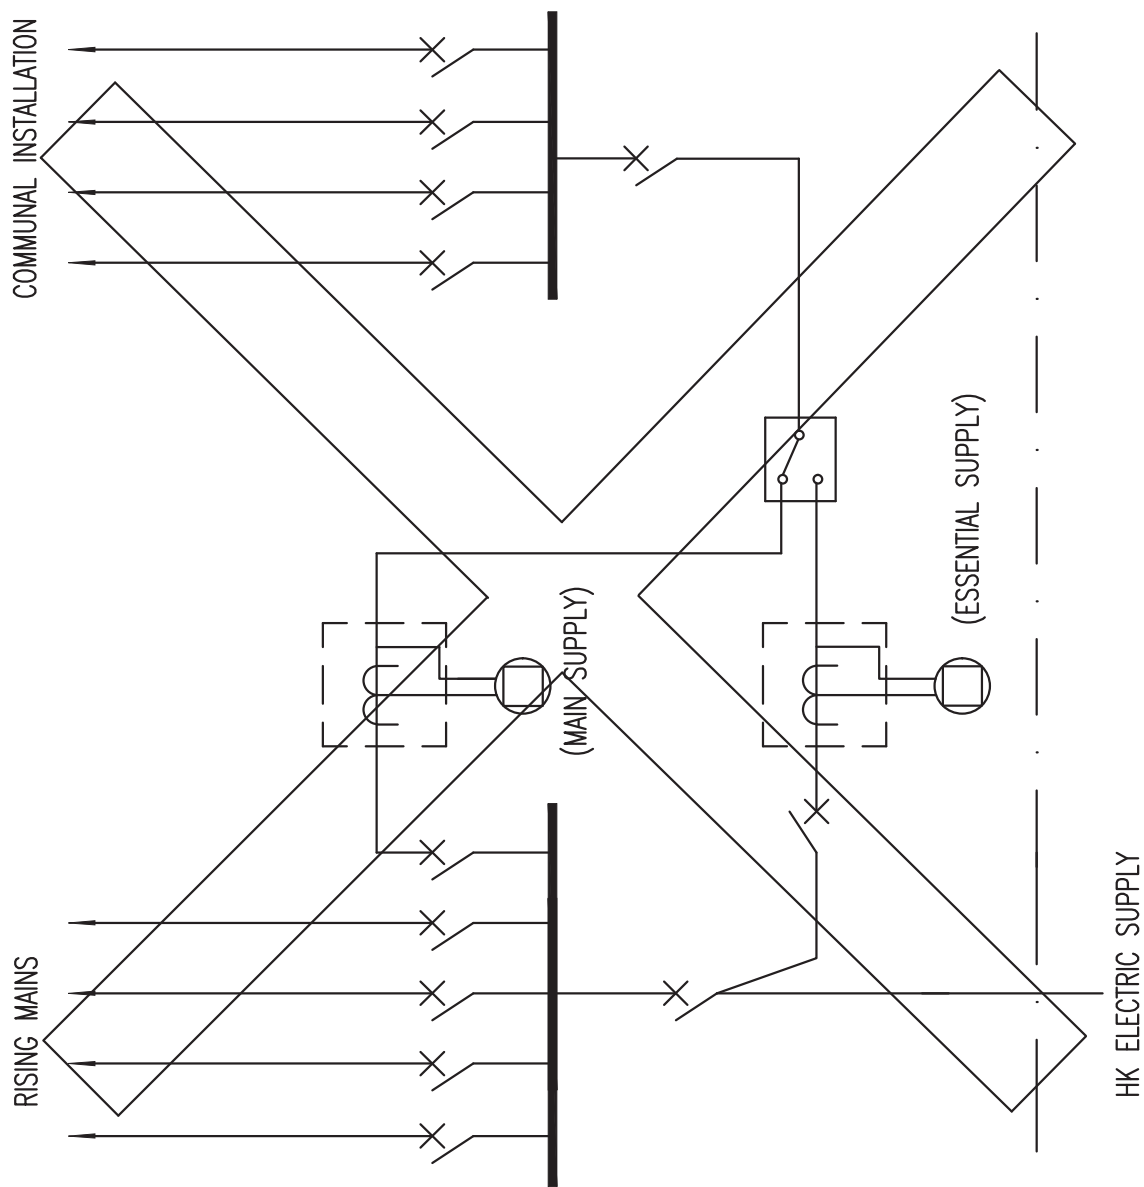 COMMUNAL INSTALLATION
RISING MAINS
(MAIN SUPPLY)
(ESSENTIAL SUPPLY)
HK ELECTRIC SUPPLY